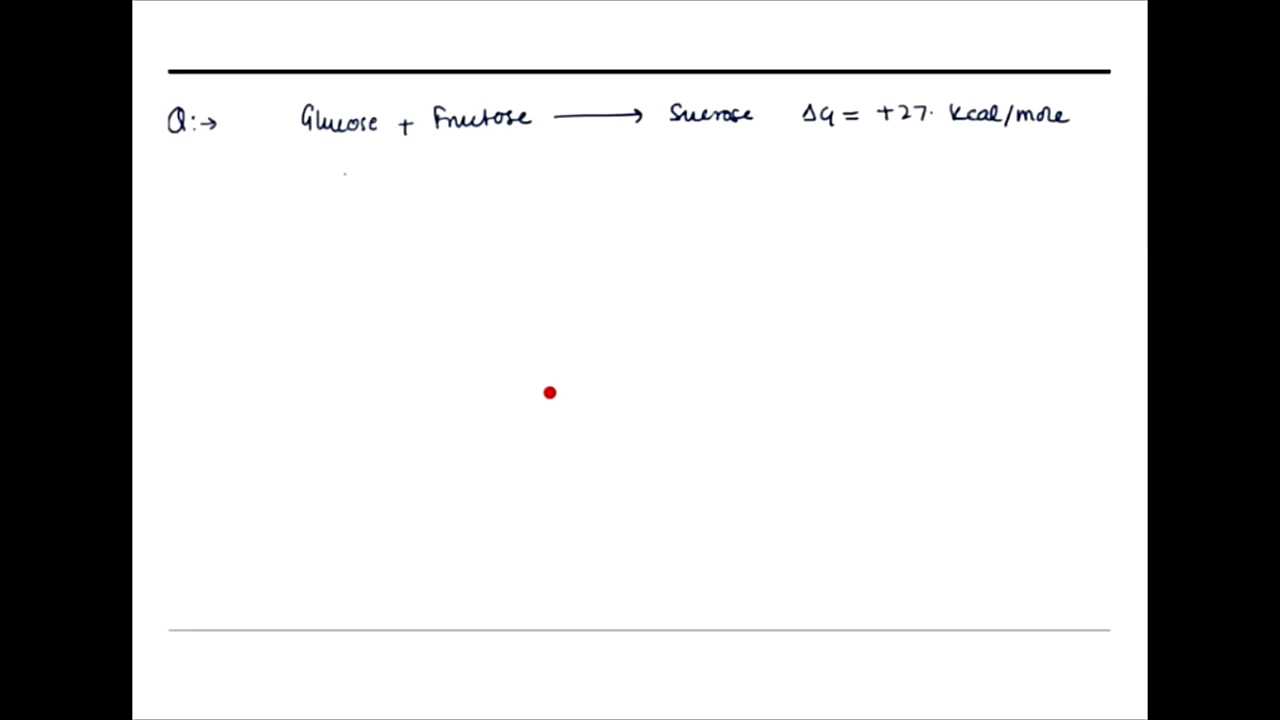 Q:→ Glucose + Fructose ⟶ Sucrose ΔG = +27. Kcal/mole